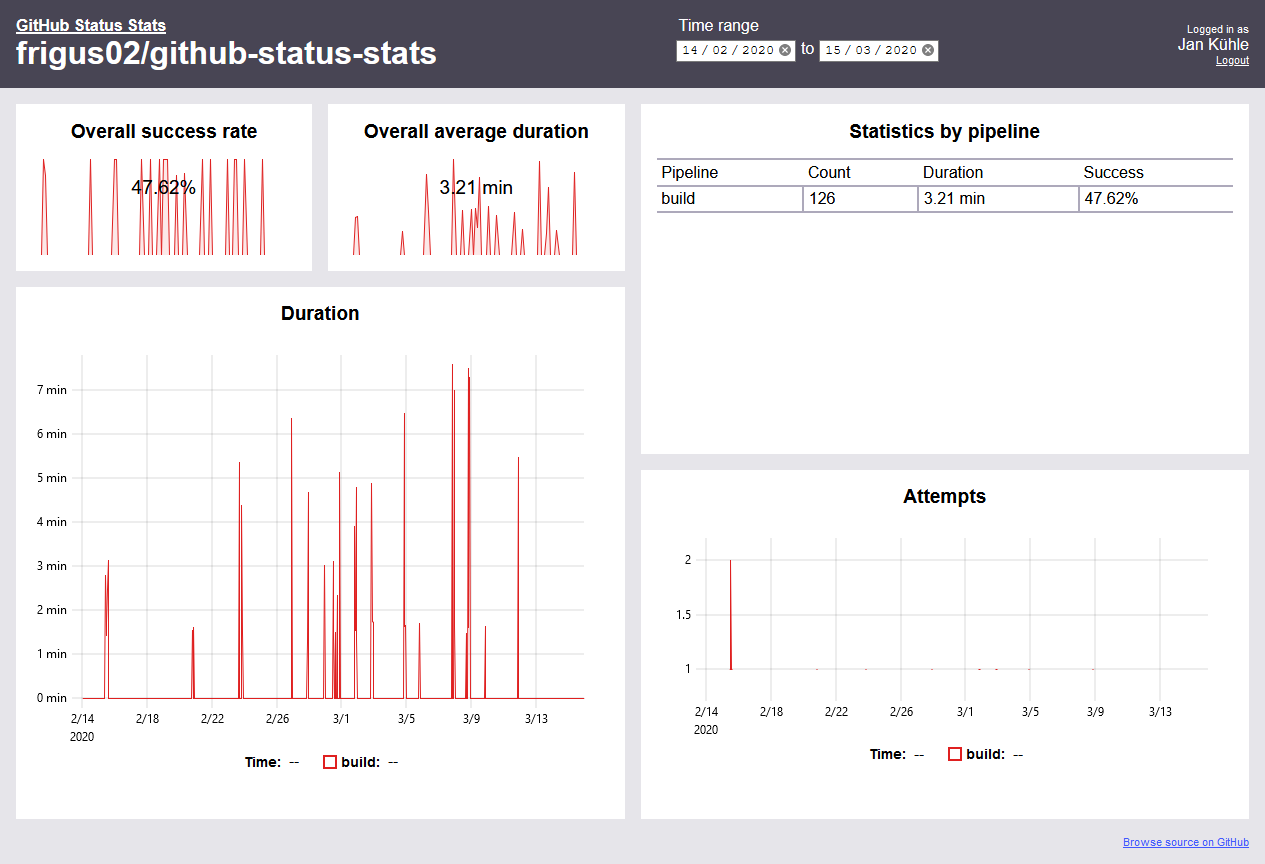 GitHub Status Stats
frigus02/github-status-stats
Time range
14 / 02 / 2020 to 15 / 03 / 2020
Logged in as
Jan Kühle
Logout
Overall success rate
47.62%
Overall average duration
3.21 min
Statistics by pipeline
Pipeline Count Duration Success
build 126 3.21 min 47.62%
Duration
7 min
6 min
5 min
4 min
3 min
2 min
1 min
0 min
2/14 2/18 2/22 2/26 3/1 3/5 3/9 3/13
2020
Time: -- build: --
Attempts
2
1.5
1
2/14 2/18 2/22 2/26 3/1 3/5 3/9 3/13
2020
Time: -- build: --
Browse source on GitHub